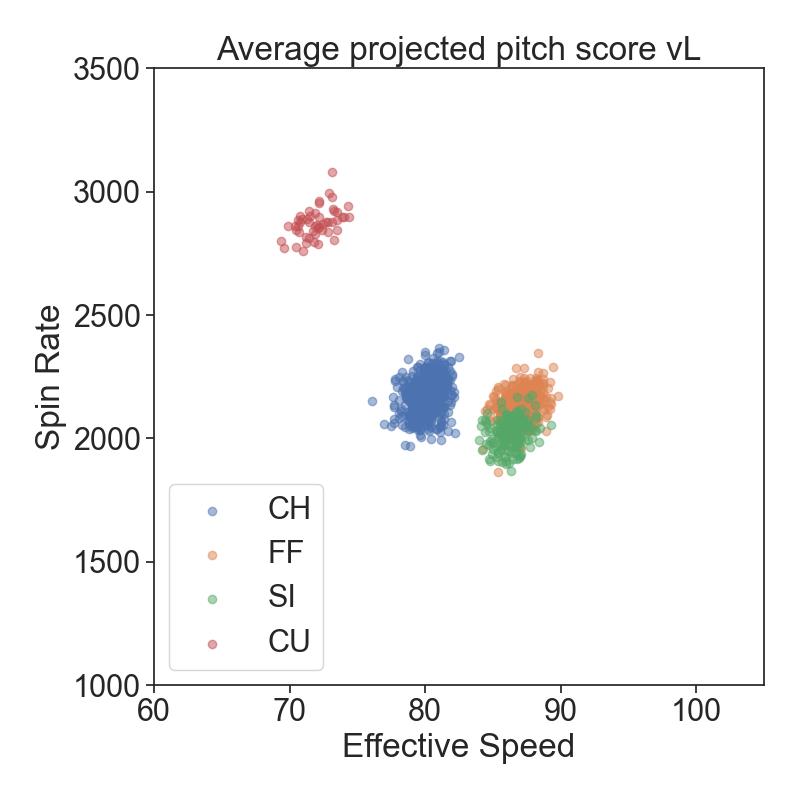 Average projected pitch score vL
3500
3000
2500
2000
1500
1000
Spin Rate
CH
FF
SI
CU
60 70 80 90 100
Effective Speed